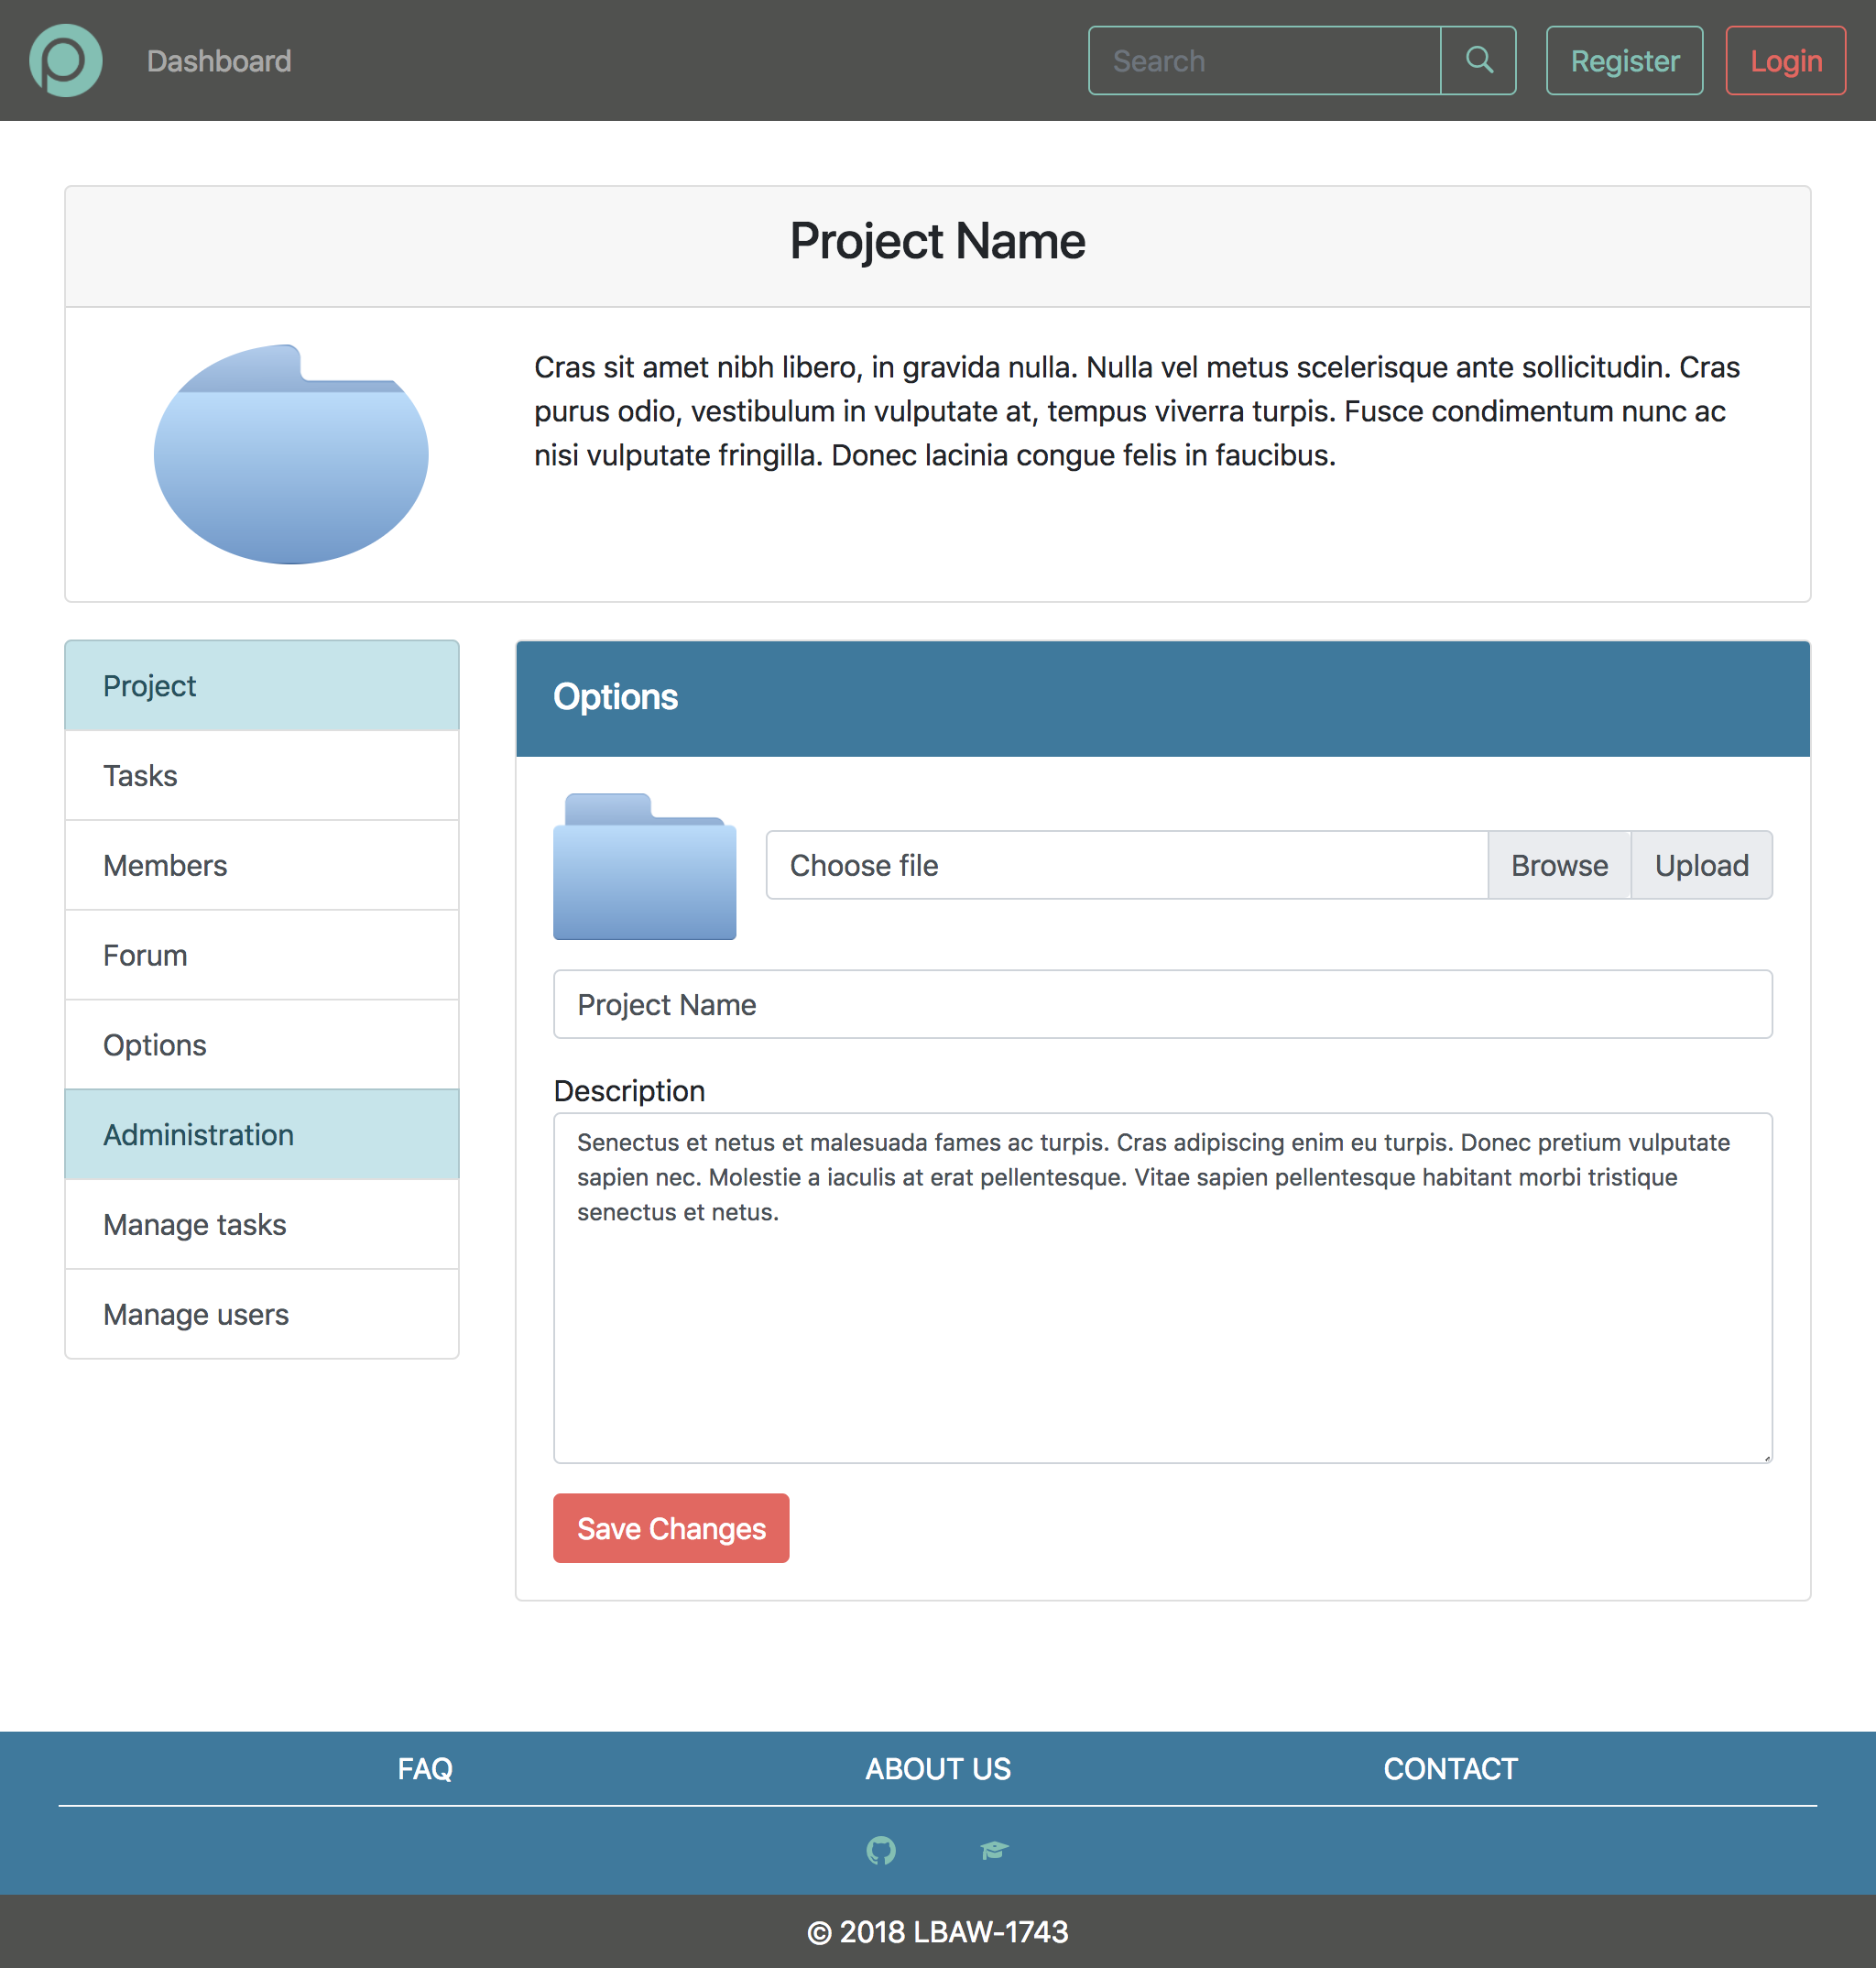 Dashboard
Search
Register
Login
Project Name
Cras sit amet nibh libero, in gravida nulla. Nulla vel metus scelerisque ante sollicitudin. Cras
purus odio, vestibulum in vulputate at, tempus viverra turpis. Fusce condimentum nunc ac
nisi vulputate fringilla. Donec lacinia congue felis in faucibus.
Project
Tasks
Members
Forum
Options
Administration
Manage tasks
Manage users
Options
Choose file
Browse
Upload
Project Name
Description
Senectus et netus et malesuada fames ac turpis. Cras adipiscing enim eu turpis. Donec pretium vulputate
sapien nec. Molestie a iaculis at erat pellentesque. Vitae sapien pellentesque habitant morbi tristique
senectus et netus.
Save Changes
FAQ
ABOUT US
CONTACT
© 2018 LBAW-1743